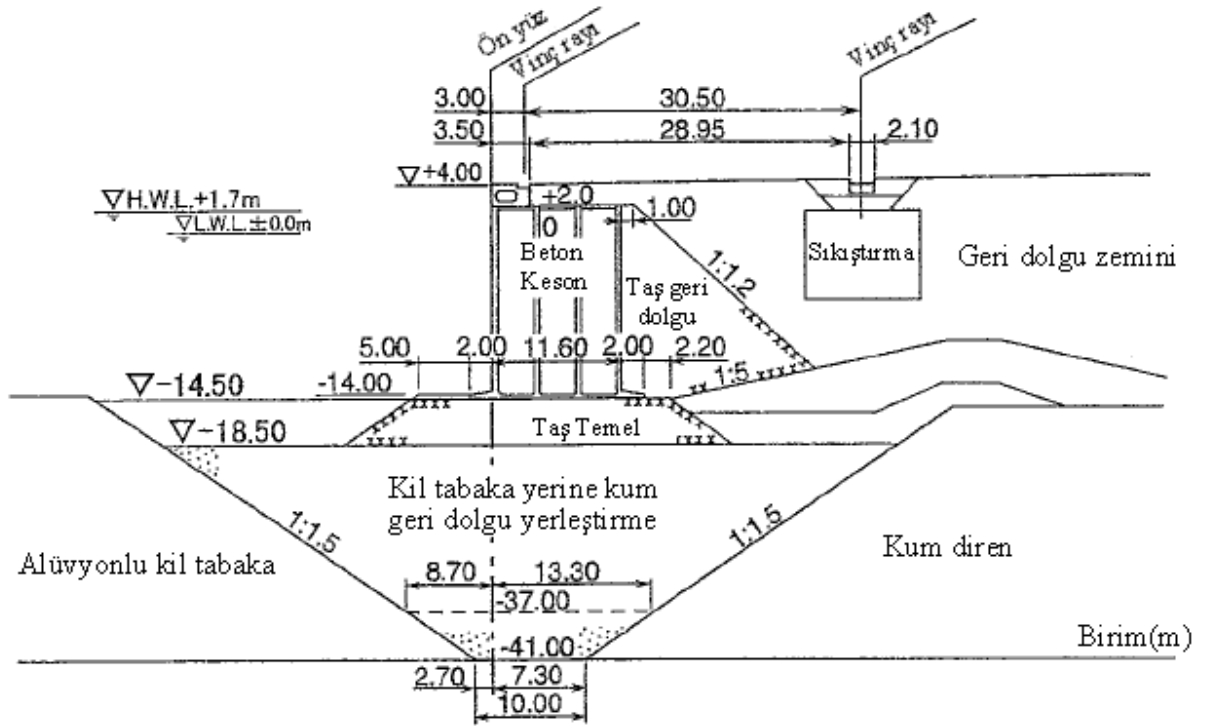 Ön yüz
Vinç rayı
Vinç rayı
3.00
30.50
3.50
28.95
2.10
▽+4.00
▽H.W.L.+1.7m
▽L.W.L.±0.0m
+2.0
0
1.00
Beton
Keson
Taş geri
dolgu
1:1.2
Sıkıştırma
Geri dolgu zemini
5.00
2.00
11.60
2.00
2.20
1:5
▽-14.50
-14.00
▽-18.50
Taş Temel
Kil tabaka yerine kum
geri dolgu yerleştirme
1:1.5
1:1.5
Alüvyonlu kil tabaka
Kum diren
8.70
13.30
-37.00
-41.00
Birim(m)
2.70
7.30
10.00